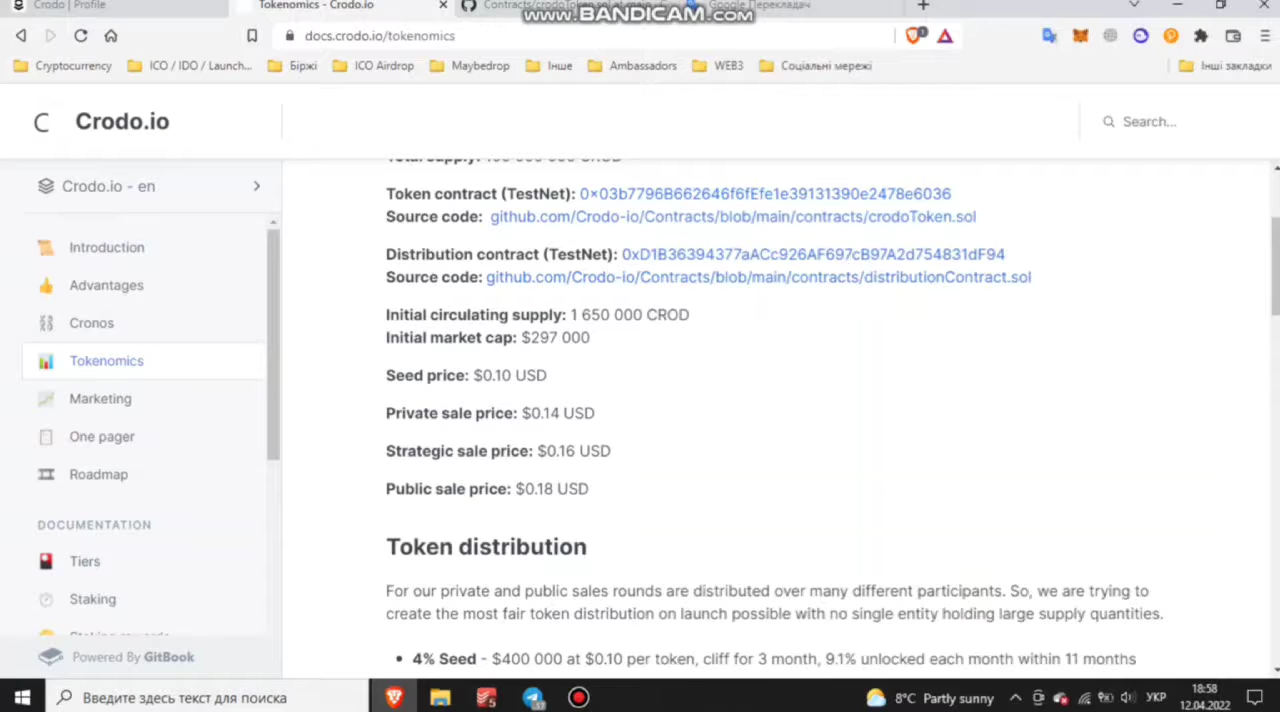 Crodo | Profile
Tokenomics - Crodo.io
Contracts/crodoToken.sol at main
Google Перекладач
www.BANDICAM.com
docs.crodo.io/tokenomics
Cryptocurrency
ICO / IDO / Launch...
Біржі
ICO Airdrop
Maybedrop
Інше
Ambassadors
WEB3
Соціальні мережі
Інші закладки
C Crodo.io
Search...
Crodo.io - en
Introduction
Advantages
Cronos
Tokenomics
Marketing
One pager
Roadmap
DOCUMENTATION
Tiers
Staking
Powered By GitBook
Token contract (TestNet): 0×03b7796B662646f6fEfe1e39131390e2478e6036
Source code: github.com/Crodo-io/Contracts/blob/main/contracts/crodoToken.sol
Distribution contract (TestNet): 0xD1B36394377aACc926AF697cB97A2d754831dF94
Source code: github.com/Crodo-io/Contracts/blob/main/contracts/distributionContract.sol
Initial circulating supply: 1 650 000 CROD
Initial market cap: $297 000
Seed price: $0.10 USD
Private sale price: $0.14 USD
Strategic sale price: $0.16 USD
Public sale price: $0.18 USD
Token distribution
For our private and public sales rounds are distributed over many different participants. So, we are trying to
create the most fair token distribution on launch possible with no single entity holding large supply quantities.
• 4% Seed - $400 000 at $0.10 per token, cliff for 3 month, 9.1% unlocked each month within 11 months
Введите здесь текст для поиска
8°C Partly sunny
УКР
18:58
12.04.2022